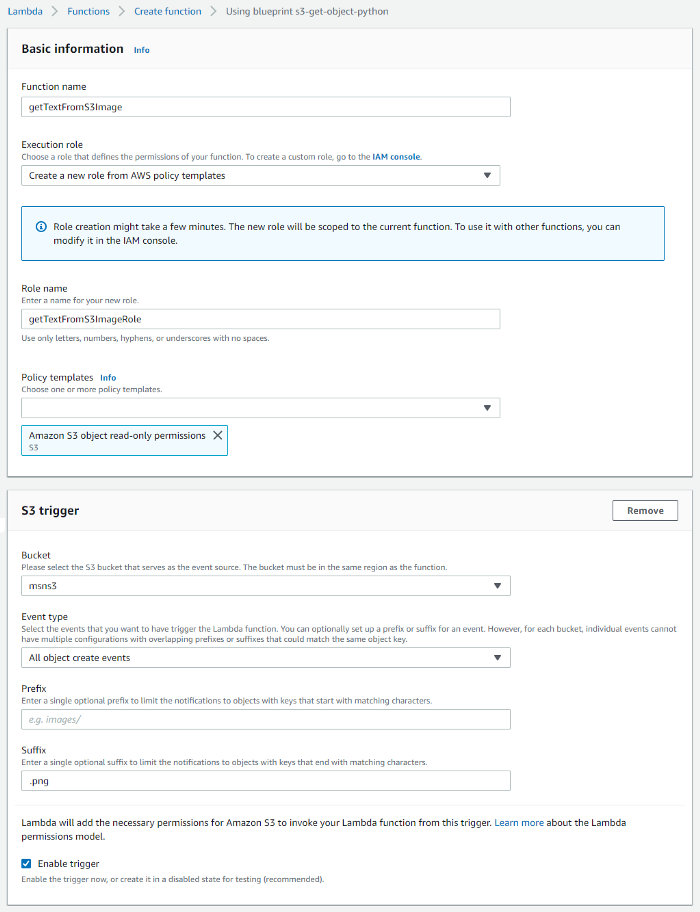 Lambda > Functions > Create function > Using blueprint s3-get-object-python
Basic information Info
Function name
getTextFromS3Image
Execution role
Choose a role that defines the permissions of your function. To create a custom role, go to the IAM console.
Create a new role from AWS policy templates
Role creation might take a few minutes. The new role will be scoped to the current function. To use it with other functions, you can
modify it in the IAM console.
Role name
Enter a name for your new role.
getTextFromS3ImageRole
Use only letters, numbers, hyphens, or underscores with no spaces.
Policy templates Info
Choose one or more policy templates.
Amazon S3 object read-only permissions
S3
S3 trigger
Remove
Bucket
Please select the S3 bucket that serves as the event source. The bucket must be in the same region as the function.
msns3
Event type
Select the events that you want to have trigger the Lambda function. You can optionally set up a prefix or suffix for an event. However, for each bucket, individual events cannot
have multiple configurations with overlapping prefixes or suffixes that could match the same object key.
All object create events
Prefix
Enter a single optional prefix to limit the notifications to objects with keys that start with matching characters.
e.g. images/
Suffix
Enter a single optional suffix to limit the notifications to objects with keys that end with matching characters.
.png
Lambda will add the necessary permissions for Amazon S3 to invoke your Lambda function from this trigger. Learn more about the Lambda
permissions model.
Enable trigger
Enable the trigger now, or create it in a disabled state for testing (recommended).